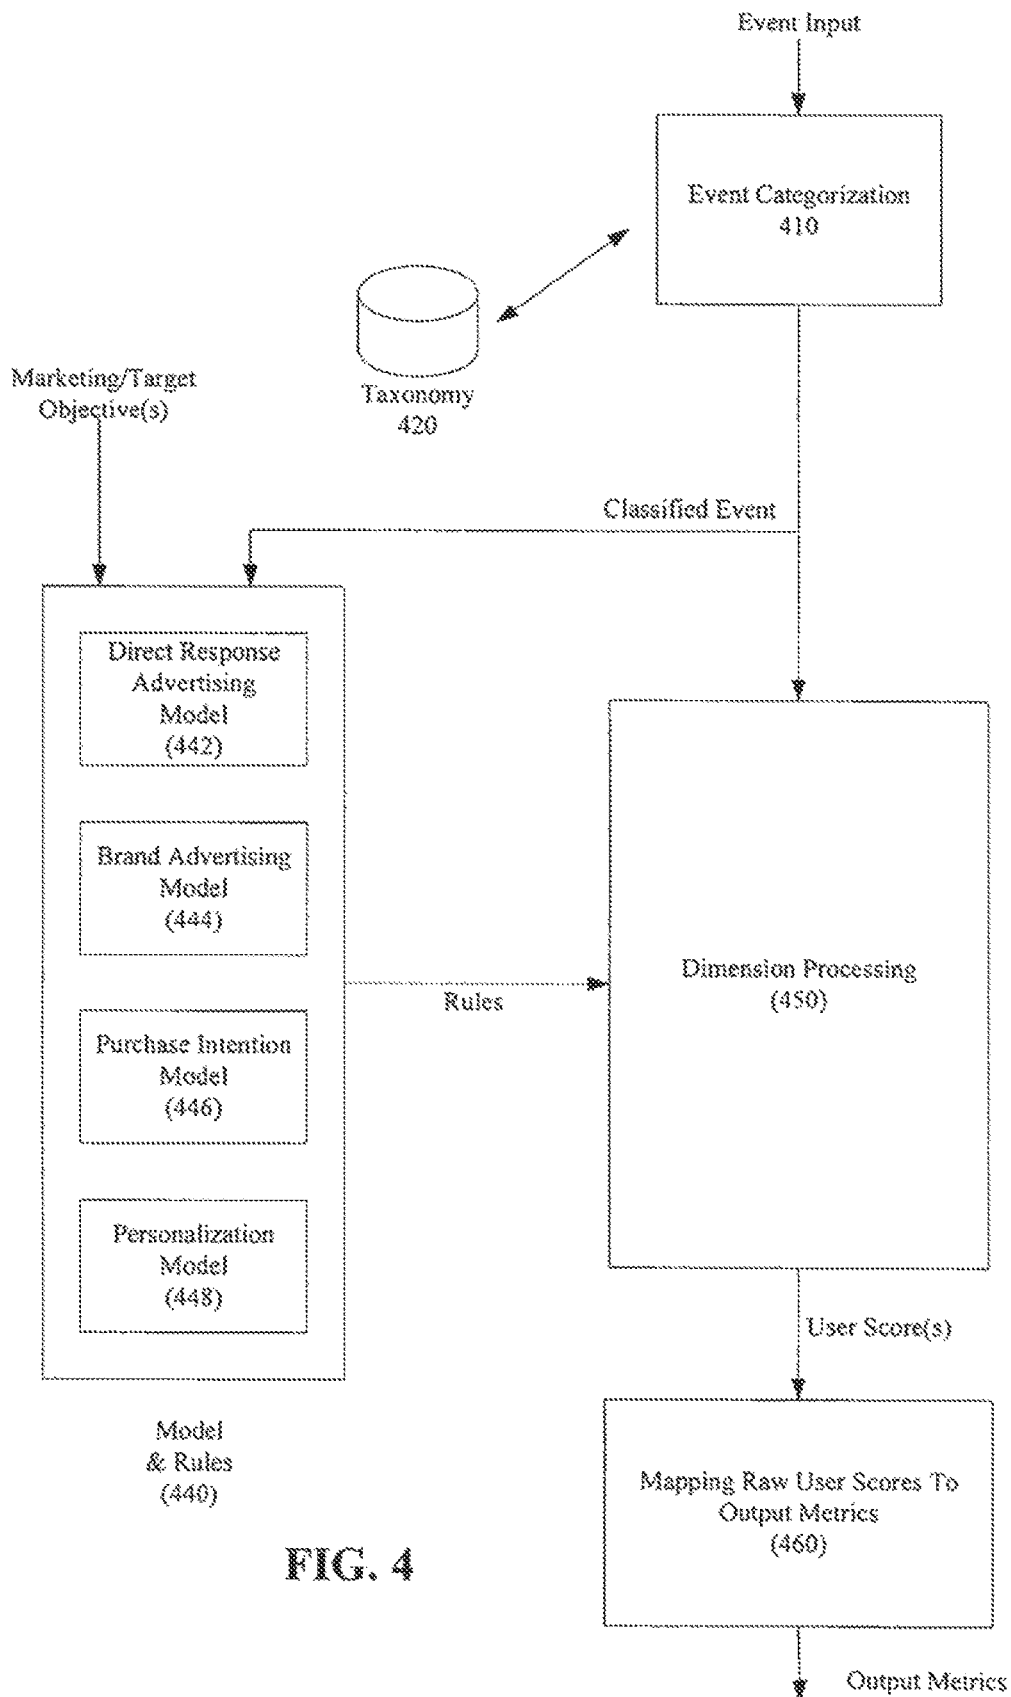 Event Input
Event Categorization
410
Taxonomy
420
Marketing/Target
Objective(s)
Classified Event
Direct Response
Advertising
Model
(442)
Brand Advertising
Model
(444)
Purchase Intention
Model
(446)
Personalization
Model
(448)
Model
& Rules
(440)
Rules
Dimension Processing
(450)
User Score(s)
Mapping Raw User Scores To
Output Metrics
(460)
Output Metrics
FIG. 4